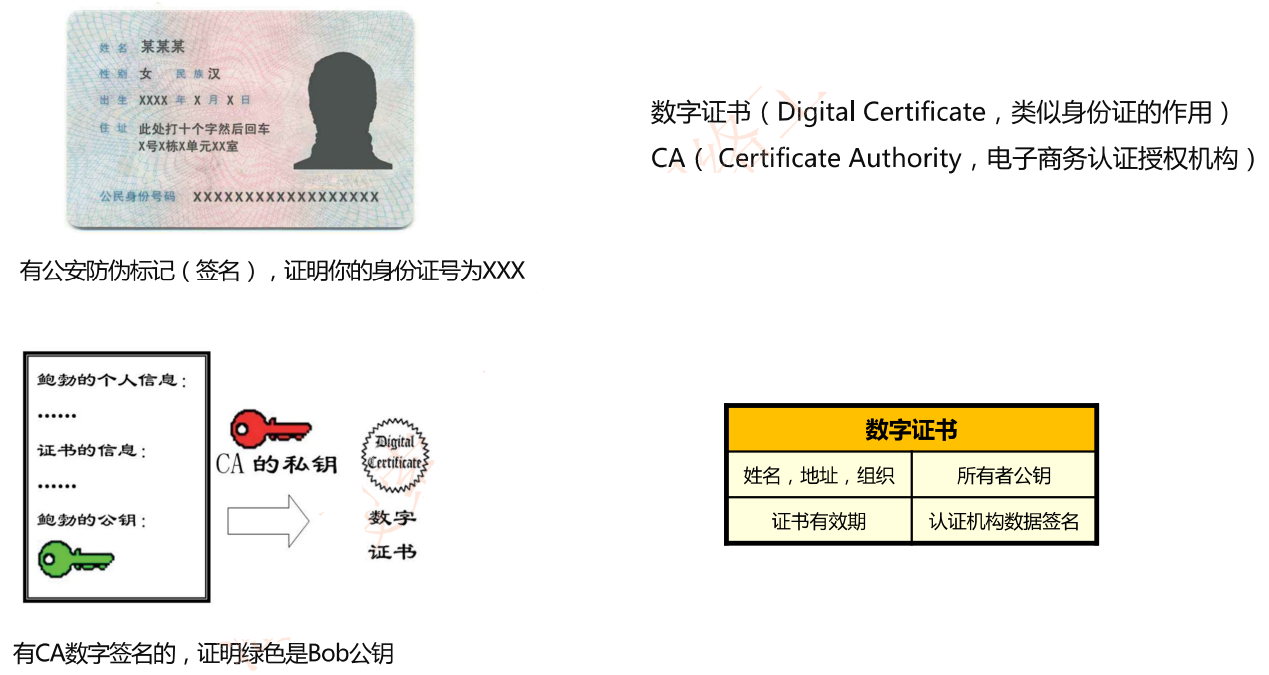 姓名 某某某
性别 女 民族 汉
出生 XXXX 年 X 月 X 日
住址 此处打十个字然后回车
X号X栋X单元XX室
公民身份号码 XXXXXXXXXXXXXXXXXX
有公安防伪标记（签名），证明你的身份证号为XXX
数字证书（Digital Certificate，类似身份证的作用）
CA（ Certificate Authority，电子商务认证授权机构）
鲍勃的个人信息：
......
证书的信息：
......
鲍勃的公钥：
CA 的私钥
Digital
Certificate
数字
证书
有CA数字签名的，证明绿色是Bob公钥
数字证书
姓名，地址，组织 所有者公钥
证书有效期 认证机构数据签名